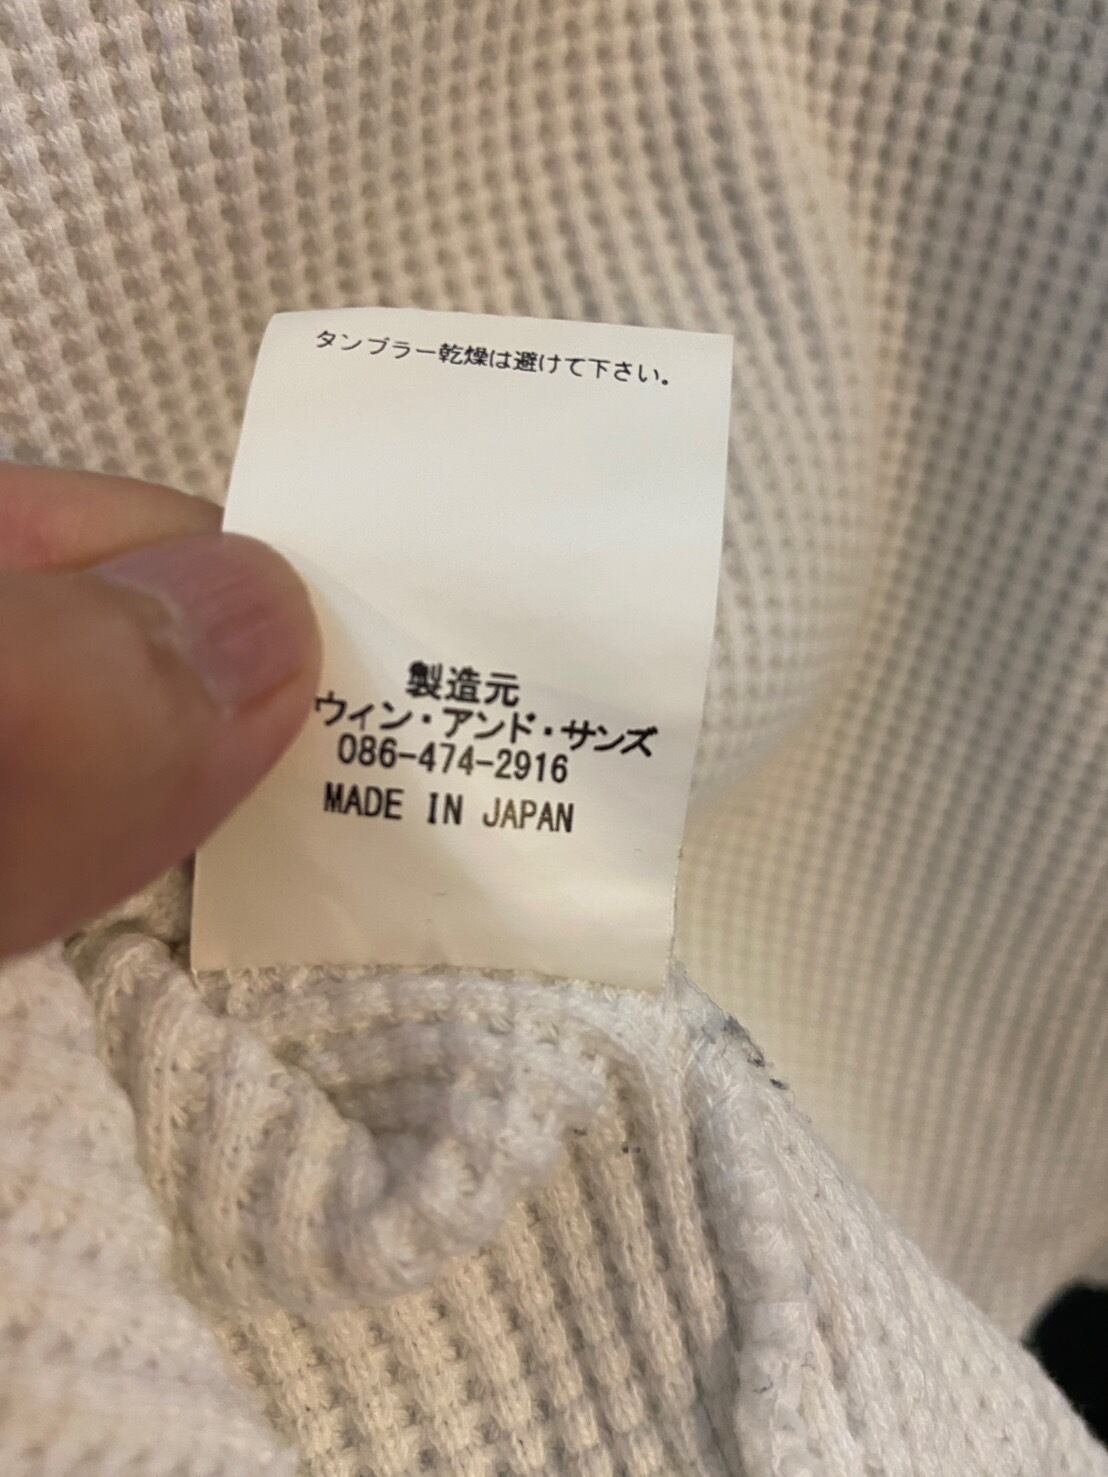 タンブラー乾燥は避けて下さい。
製造元
ウィン・アンド・サンズ
086-474-2916
MADE IN JAPAN